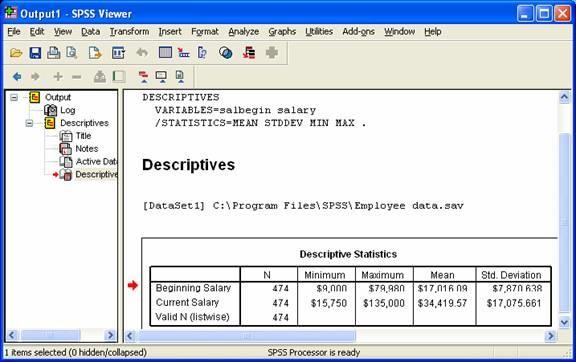 Output1 - SPSS Viewer
File Edit View Data Transform Insert Format Analyze Graphs Utilities Add-ons Window Help
Output
Log
Descriptives
Title
Notes
Active Dat
Descriptive
DESCRIPTIVES
VARIABLES=salbegin salary
/STATISTICS=MEAN STDDEV MIN MAX .
Descriptives
[DataSet1] C:\Program Files\SPSS\Employee data.sav
Descriptive Statistics
N Minimum Maximum Mean Std. Deviation
Beginning Salary 474 $9,000 $79,980 $17,016.09 $7,870.638
Current Salary 474 $15,750 $135,000 $34,419.57 $17,075.661
Valid N (listwise) 474
1 items selected (0 hidden/collapsed) SPSS Processor is ready